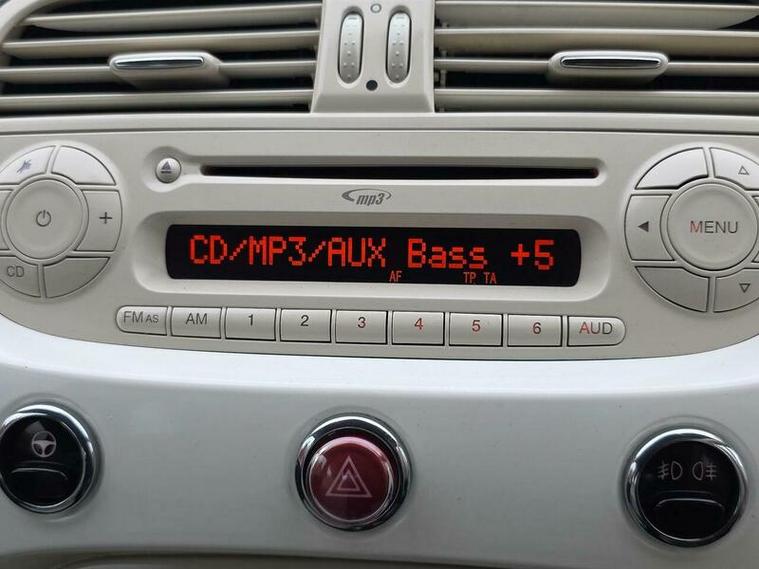 mp3
CD/MP3/AUX Bass +5
AF TP TA
CD
MENU
FM AS AM 1 2 3 4 5 6 AUD